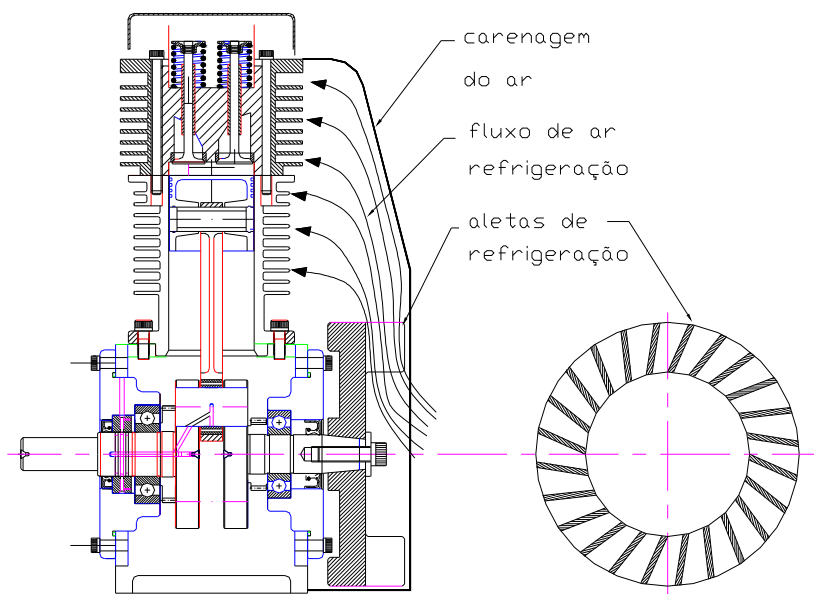 carenagem
do ar
fluxo de ar
refrigeração
aletas de
refrigeração